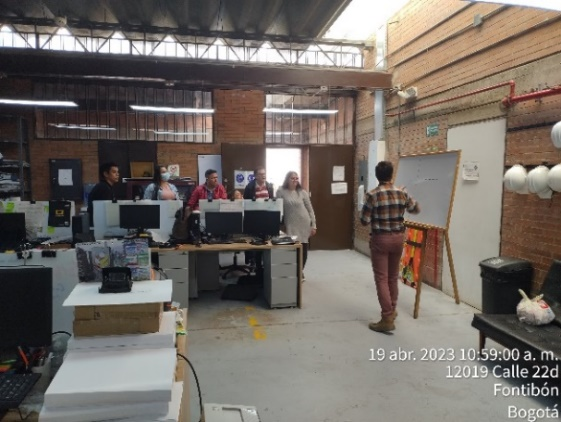 19 abr. 2023 10:59:00 a. m.
12019 Calle 22d
Fontibón
Bogotá